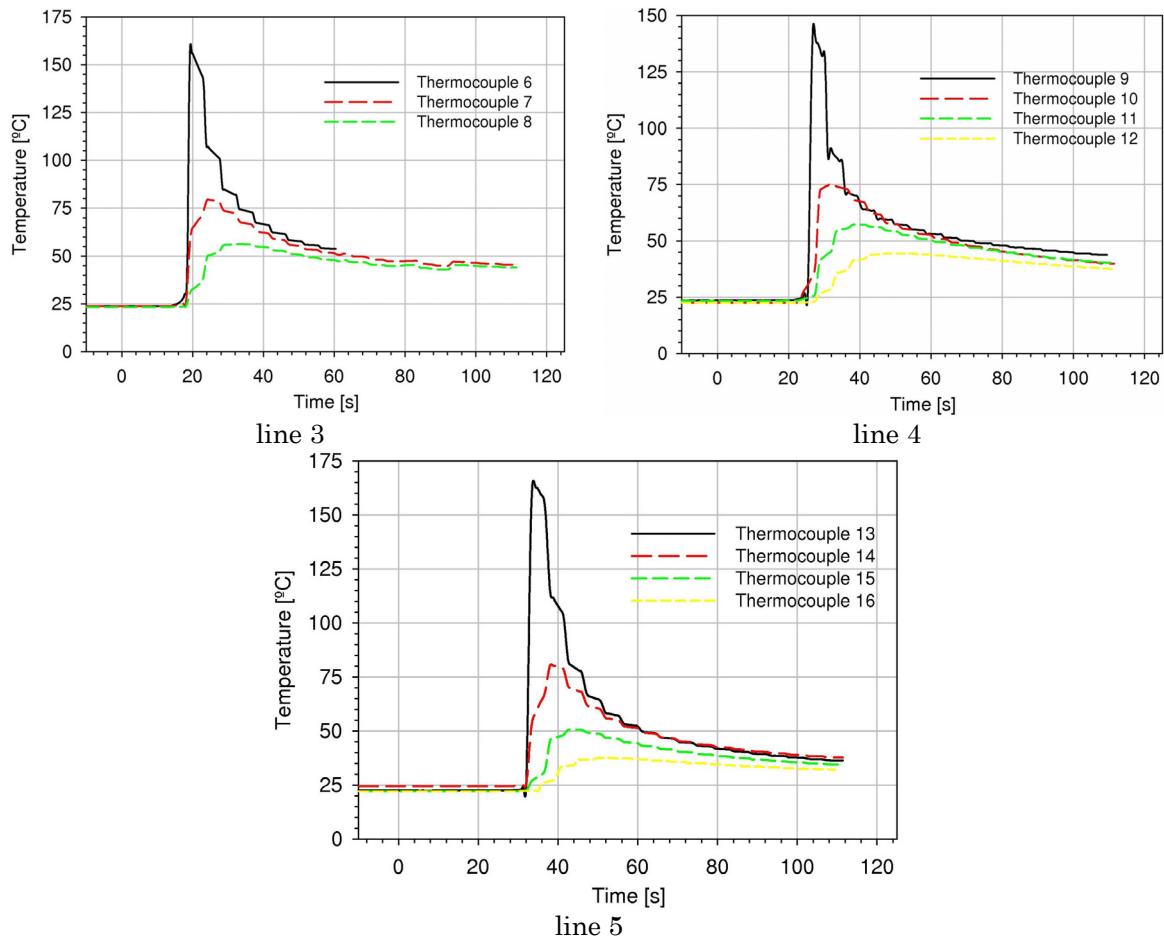 175
150
125
100
75
50
25
0
Temperature [ºC]
Thermocouple 6
Thermocouple 7
Thermocouple 8
0 20 40 60 80 100 120
Time [s]
line 3
150
125
100
75
50
25
0
Temperature [ºC]
Thermocouple 9
Thermocouple 10
Thermocouple 11
Thermocouple 12
0 20 40 60 80 100 120
Time [s]
line 4
175
150
125
100
75
50
25
0
Temperature [ºC]
Thermocouple 13
Thermocouple 14
Thermocouple 15
Thermocouple 16
0 20 40 60 80 100 120
Time [s]
line 5